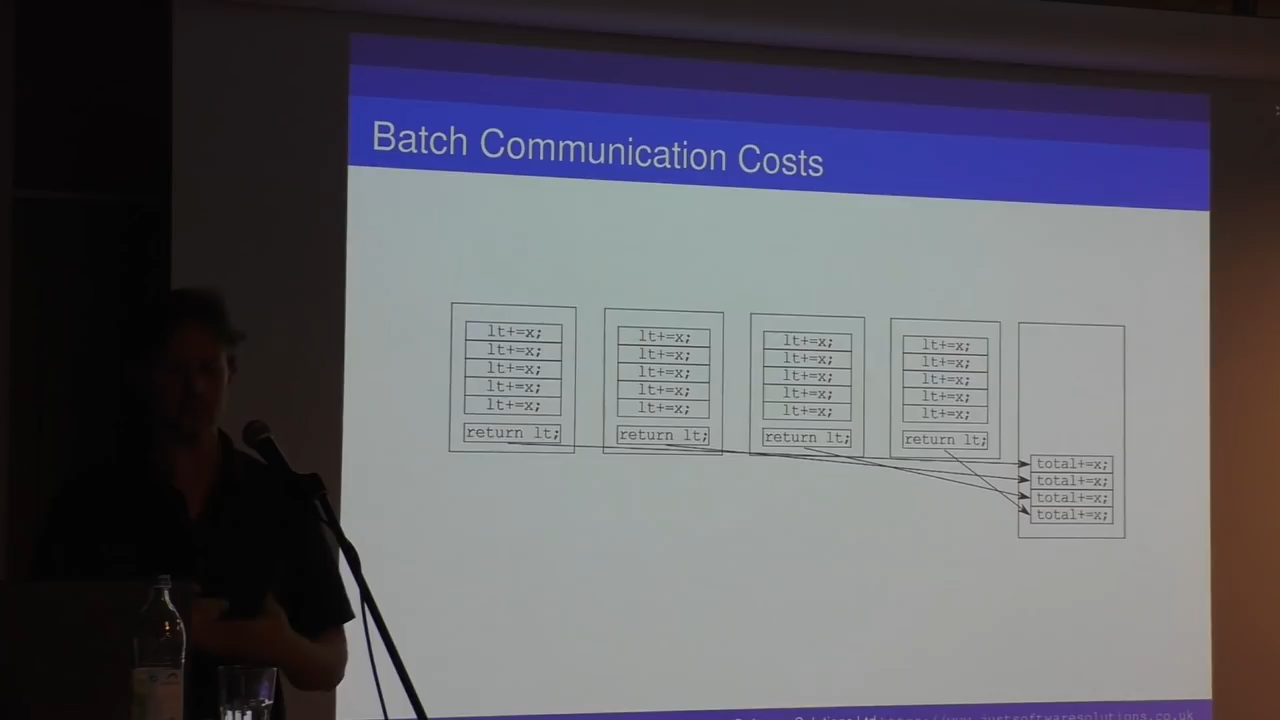 Batch Communication Costs
lt+=x;
lt+=x;
lt+=x;
lt+=x;
lt+=x;
return lt;
lt+=x;
lt+=x;
lt+=x;
lt+=x;
lt+=x;
return lt;
lt+=x;
lt+=x;
lt+=x;
lt+=x;
lt+=x;
return lt;
lt+=x;
lt+=x;
lt+=x;
lt+=x;
lt+=x;
return lt;
total+=x;
total+=x;
total+=x;
total+=x;